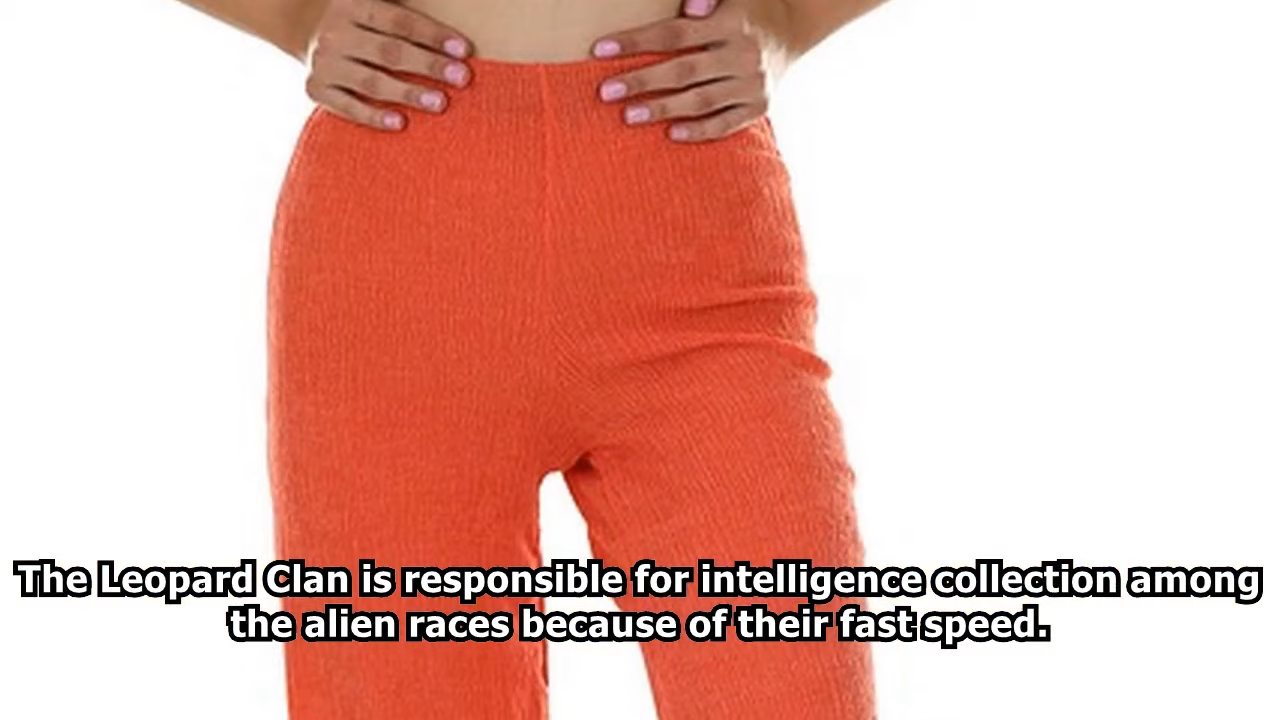 The Leopard Clan is responsible for intelligence collection among
the alien races because of their fast speed.